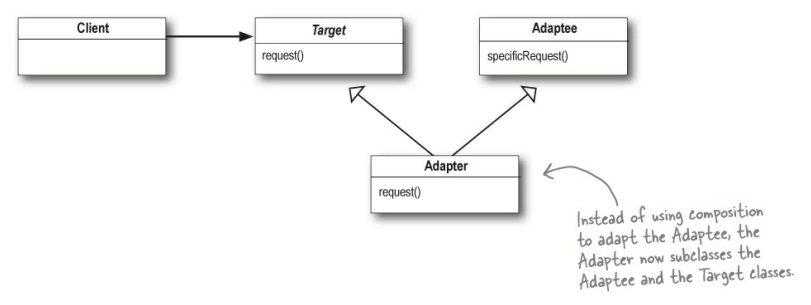 Client
Target
request()
Adaptee
specificRequest()
Adapter
request()
Instead of using composition
to adapt the Adaptee, the
Adapter now subclasses the
Adaptee and the Target classes.